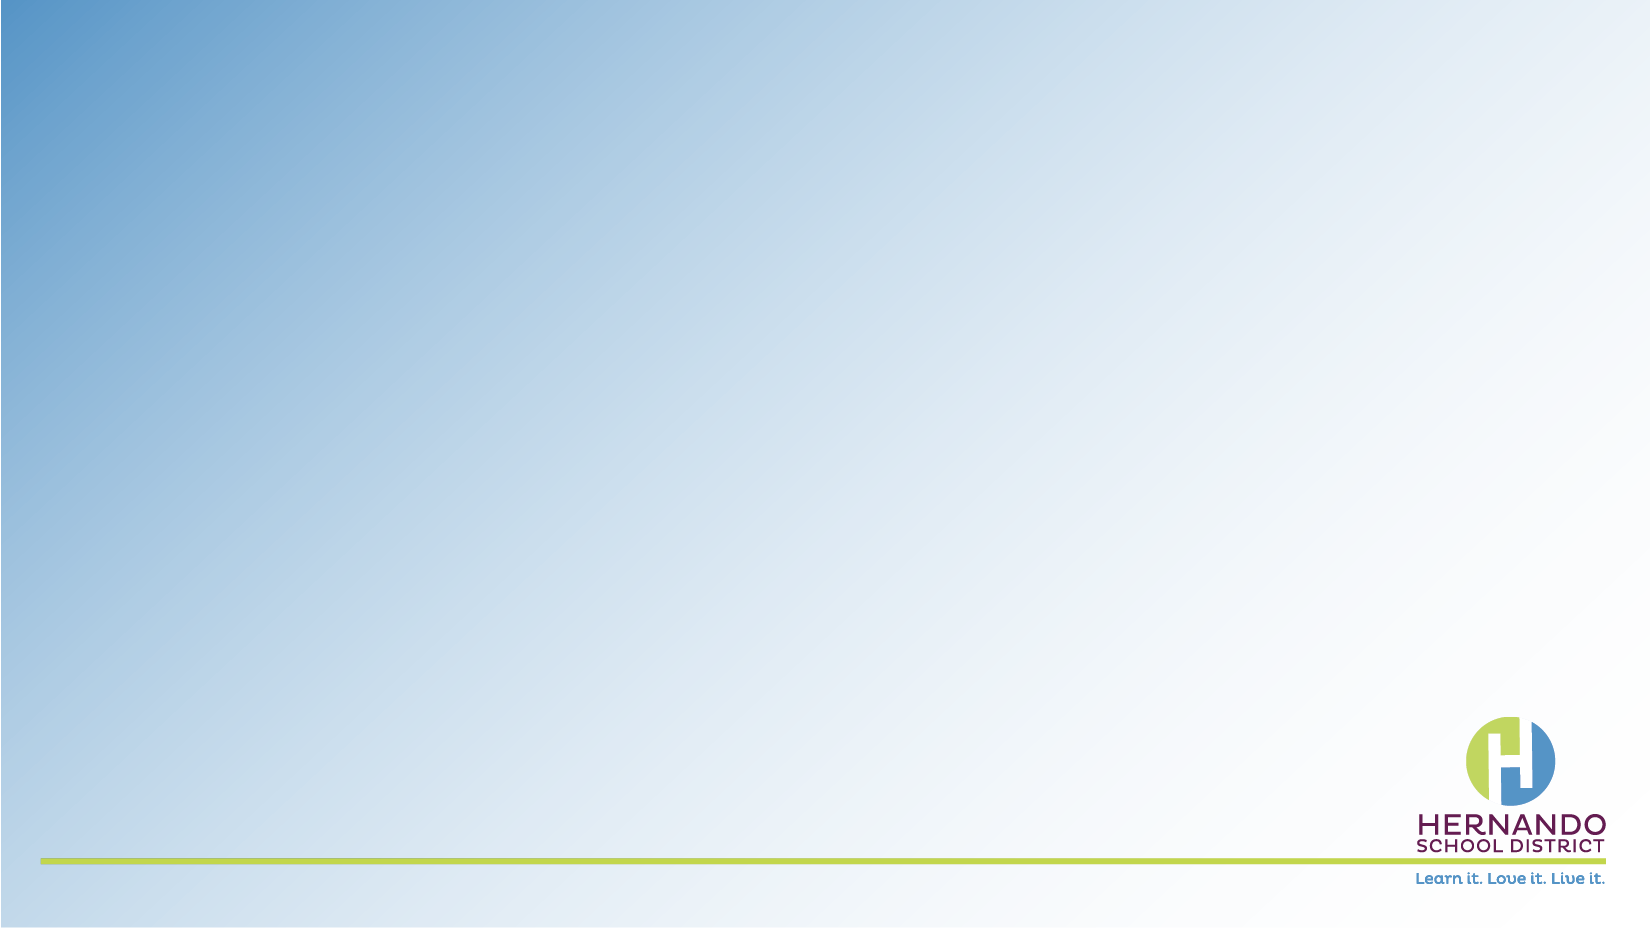 H
HERNANDO
SCHOOL DISTRICT
Learn it. Love it. Live it.